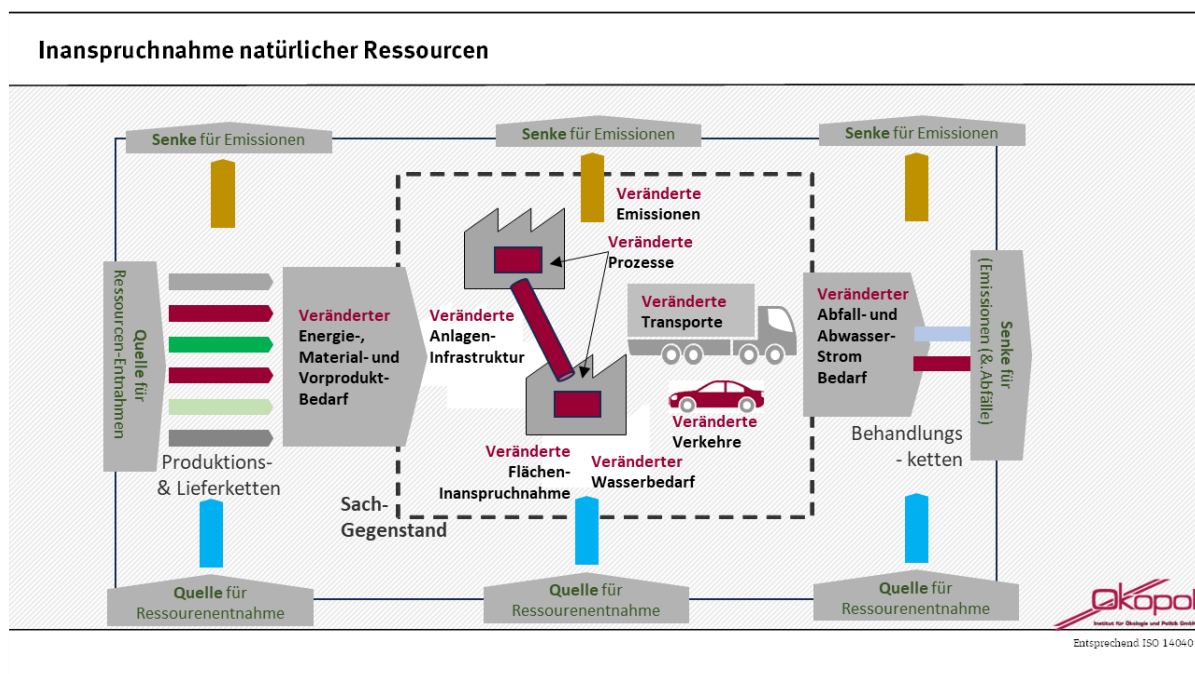 Inanspruchnahme natürlicher Ressourcen
Senke für Emissionen
Senke für Emissionen
Senke für Emissionen
Quelle für
Ressourcen-Entnahmen
Produktions-
& Lieferketten
Veränderter
Energie-,
Material- und
Vorprodukt-
Bedarf
Veränderte
Emissionen
Veränderte
Prozesse
Veränderte
Anlagen-
Infrastruktur
Veränderte
Transporte
Veränderte
Verkehre
Veränderte
Flächen-
Inanspruchnahme
Veränderter
Wasserbedarf
Sach-
Gegenstand
Veränderter
Abfall- und
Abwasser-
Strom
Bedarf
Behandlungs
- ketten
Senke für
(Emissionen (&.Abfälle)
Quelle für
Ressourenentnahme
Quelle für
Ressourenentnahme
Quelle für
Ressourenentnahme
Ökopol
Institut für Ökologie und Politik GmbH
Entsprechend ISO 14040